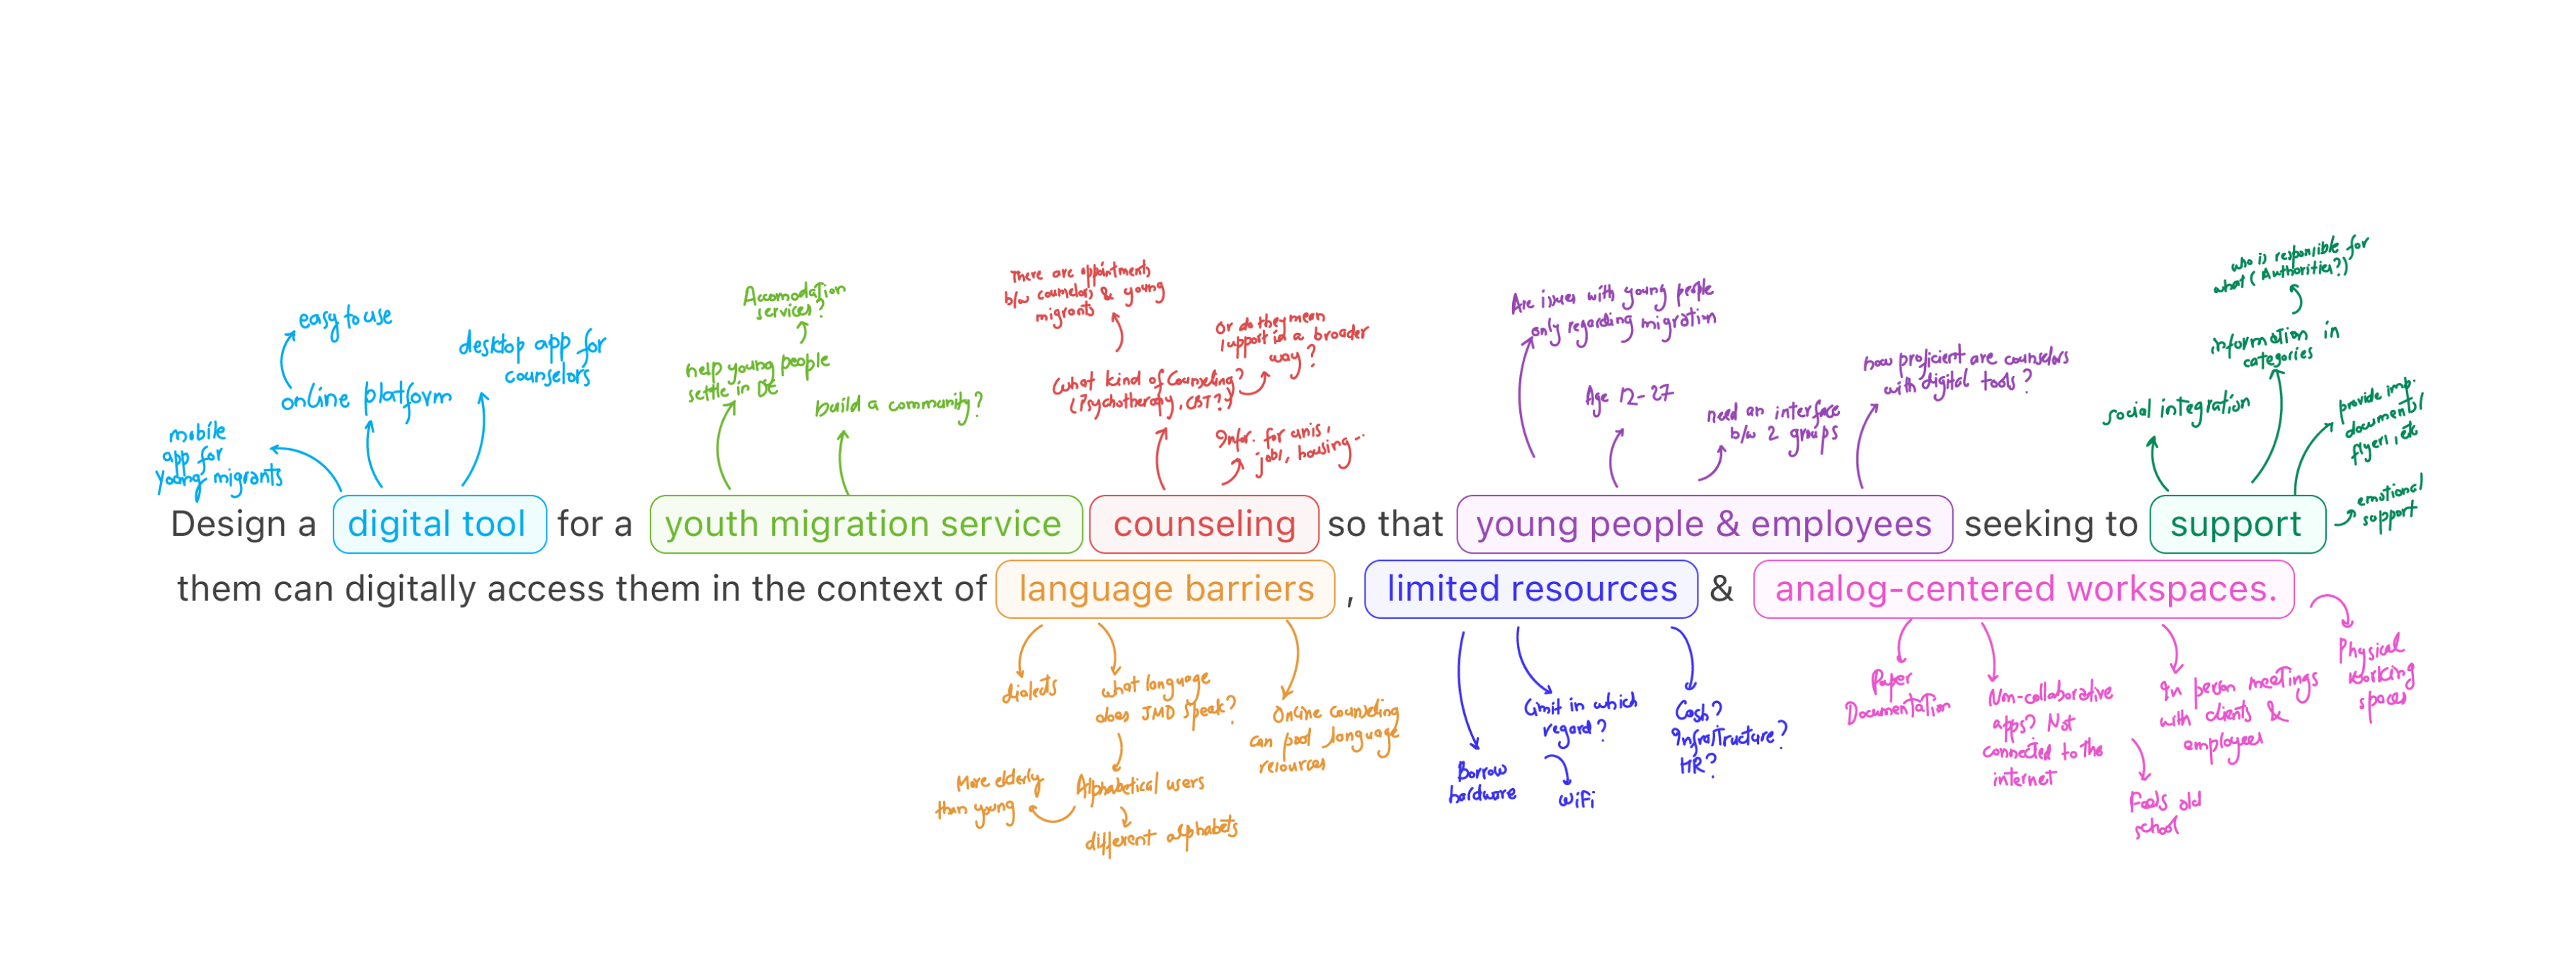 easy to use
online platform
desktop app for
counselors
mobile
app for
young migrants
Accomodation
services?
help young people
settle in DE
build a community?
There are appointments
b/w counselors & young
migrants
Or do they mean
support in a broader
way?
What kind of Counseling?
(Psychotherapy, CBT?)
Infor. for unis,
jobs, housing...
Are issues with young people
only regarding migration
Age 12-27
need an interface
b/w 2 groups
how proficient are counselors
with digital tools?
who is responsible for
what (Authorities?)
information in
categories
social integration
provide imp.
documents/
flyers, etc
emotional
support
Design a digital tool for a youth migration service counseling so that young people & employees seeking to support
them can digitally access them in the context of language barriers , limited resources & analog-centered workspaces.
dialects
what language
does JMD speak?
Alphabetical users
More elderly
than young
different alphabets
Online Counseling
can pool language
resources
Borrow
hardware
Limit in which
regard?
WiFi
Cash?
Infrastructure?
HR?
Paper
Documentation
Non-collaborative
apps? Not
connected to the
internet
Feels old
school
In person meetings
with clients &
employees
Physical
working
spaces